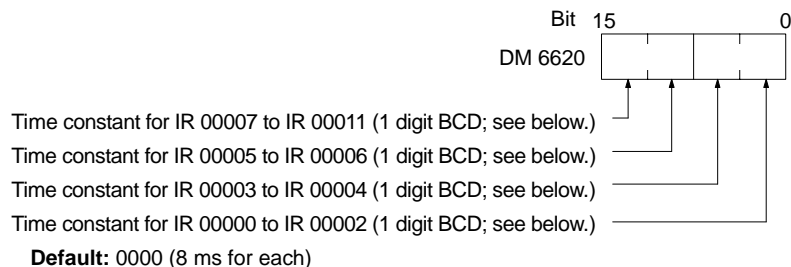 Bit 15 0
DM 6620
Time constant for IR 00007 to IR 00011 (1 digit BCD; see below.)
Time constant for IR 00005 to IR 00006 (1 digit BCD; see below.)
Time constant for IR 00003 to IR 00004 (1 digit BCD; see below.)
Time constant for IR 00000 to IR 00002 (1 digit BCD; see below.)
Default: 0000 (8 ms for each)